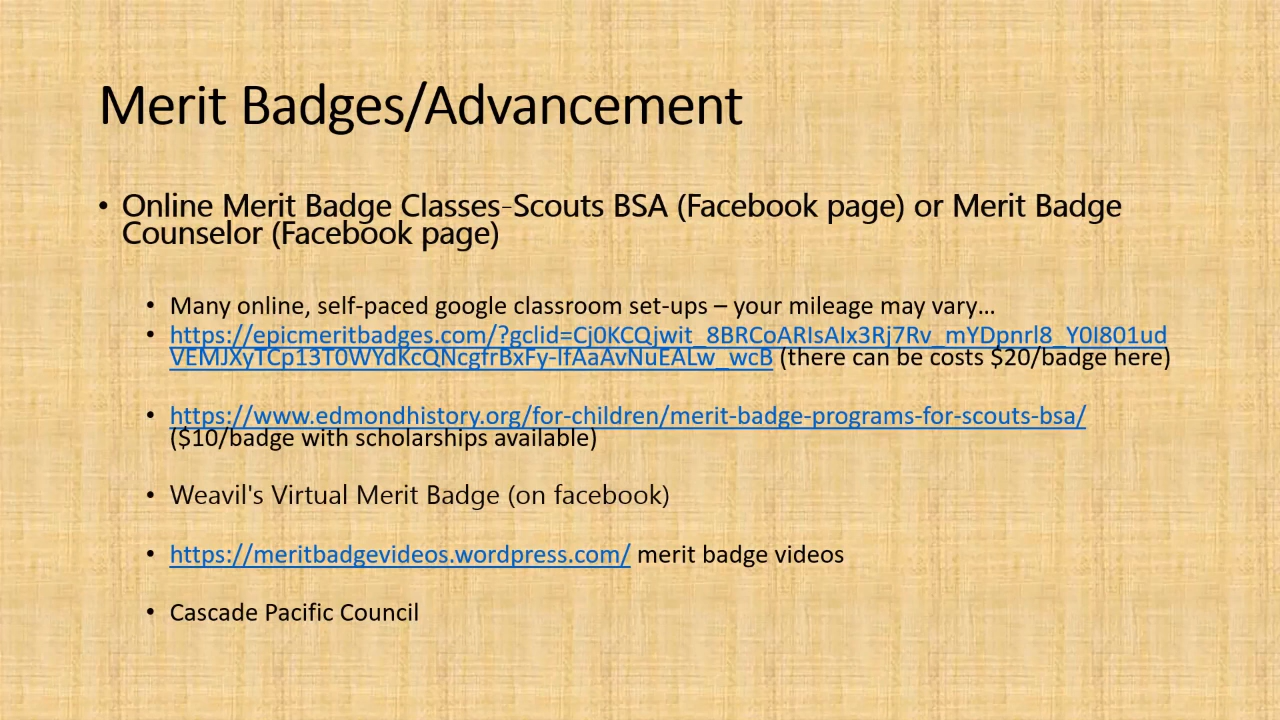 Merit Badges/Advancement
• Online Merit Badge Classes-Scouts BSA (Facebook page) or Merit Badge
Counselor (Facebook page)
• Many online, self-paced google classroom set-ups – your mileage may vary…
• https://epicmeritbadges.com/?gclid=Cj0KCQjwit_8BRCoARIsAIx3Rj7Rv_mYDpnrl8_Y0I801ud
VEMJXyTCp13T0WYdKcQNcgfrBxFy-IfAaAvNuEALw_wcB (there can be costs $20/badge here)
• https://www.edmondhistory.org/for-children/merit-badge-programs-for-scouts-bsa/
($10/badge with scholarships available)
• Weavil's Virtual Merit Badge (on facebook)
• https://meritbadgevideos.wordpress.com/ merit badge videos
• Cascade Pacific Council